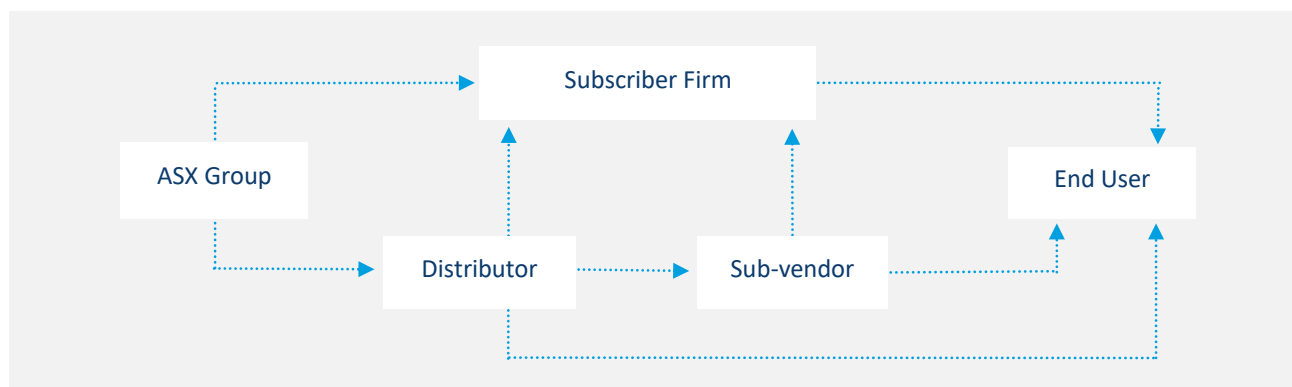 Subscriber Firm
ASX Group
End User
Distributor
Sub-vendor